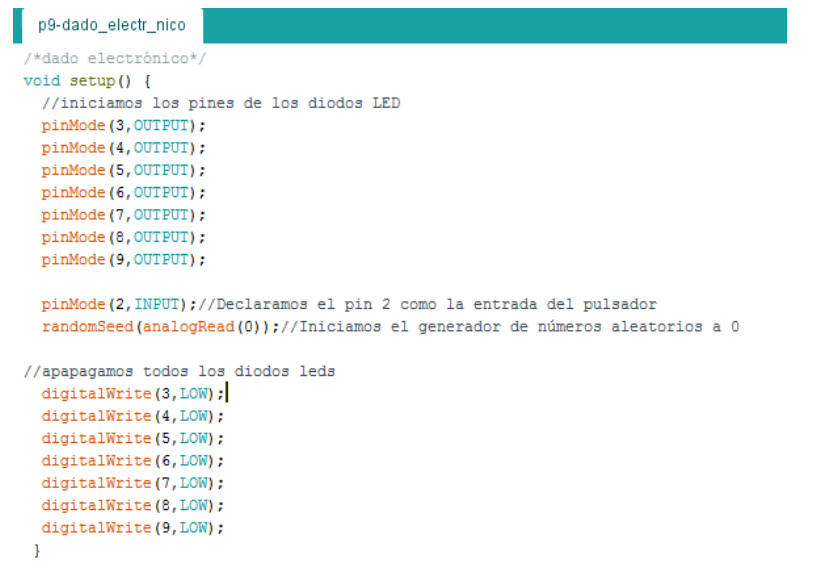 p9-dado_electr_nico
/*dado electrónico*/
void setup() {
//iniciamos los pines de los diodos LED
pinMode(3,OUTPUT);
pinMode(4,OUTPUT);
pinMode(5,OUTPUT);
pinMode(6,OUTPUT);
pinMode(7,OUTPUT);
pinMode(8,OUTPUT);
pinMode(9,OUTPUT);
pinMode(2,INPUT);//Declaramos el pin 2 como la entrada del pulsador
randomSeed(analogRead(0));//Iniciamos el generador de números aleatorios a 0
//apapagamos todos los diodos leds
digitalWrite(3,LOW);
digitalWrite(4,LOW);
digitalWrite(5,LOW);
digitalWrite(6,LOW);
digitalWrite(7,LOW);
digitalWrite(8,LOW);
digitalWrite(9,LOW);
}